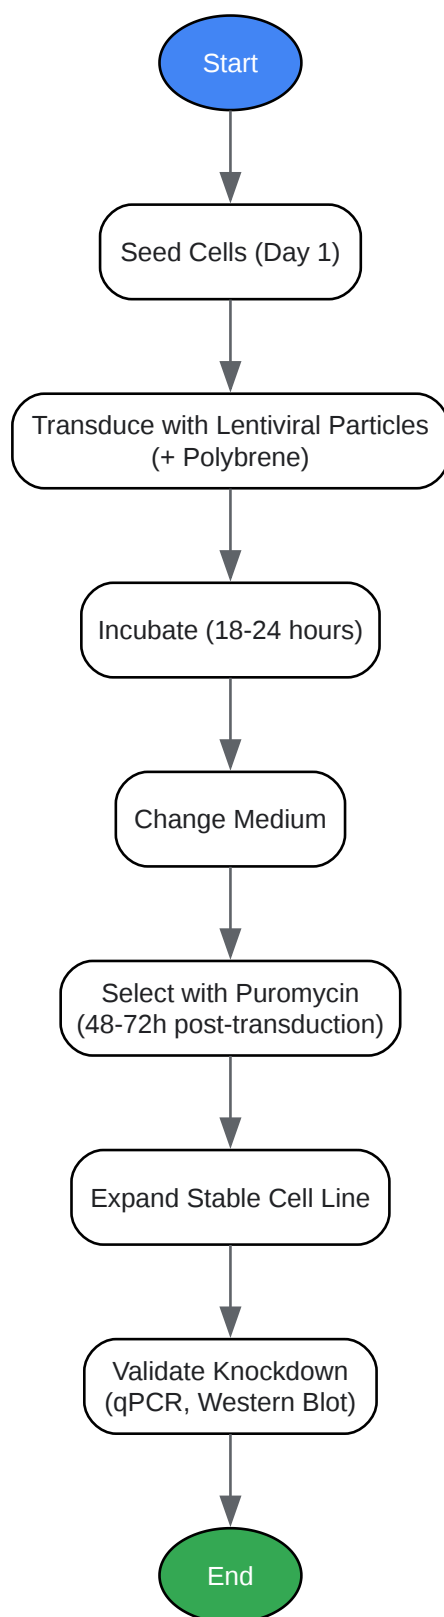 Start
Seed Cells (Day 1)
Transduce with Lentiviral Particles
(+ Polybrene)
Incubate (18-24 hours)
Change Medium
Select with Puromycin
(48-72h post-transduction)
Expand Stable Cell Line
Validate Knockdown
(qPCR, Western Blot)
End